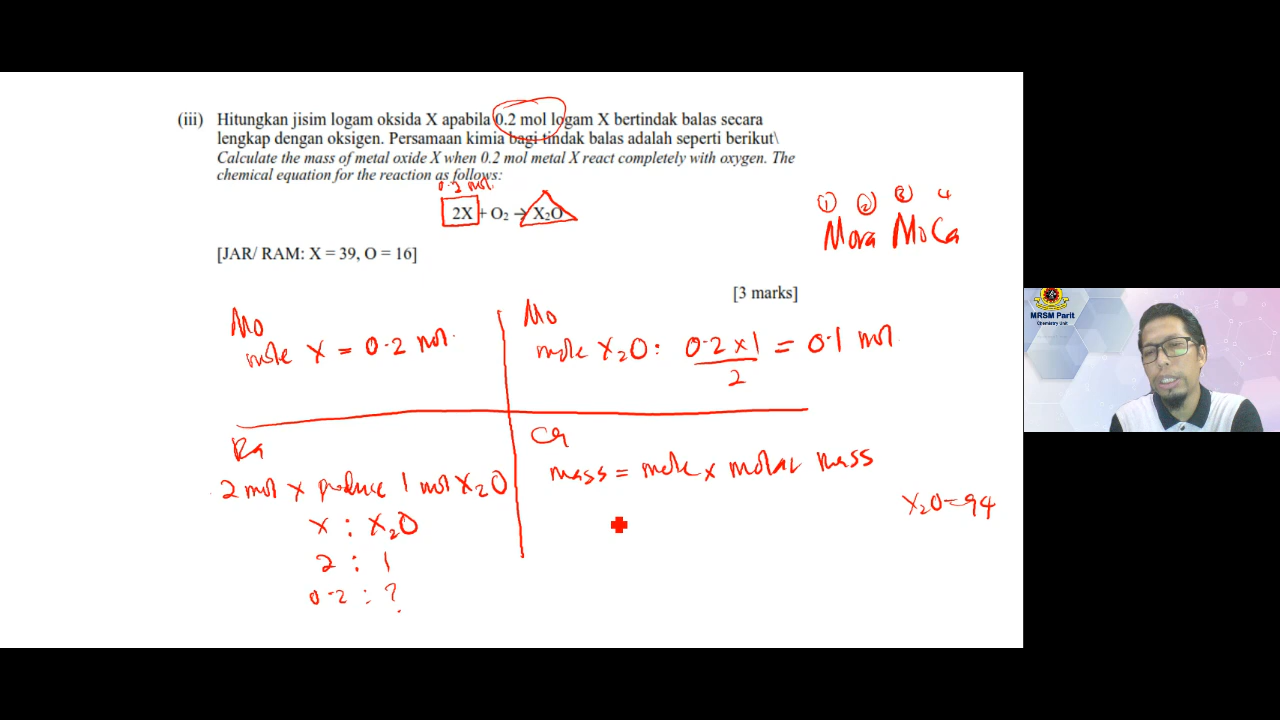 (iii) Hitungkan jisim logam oksida X apabila 0.2 mol logam X bertindak balas secara
lengkap dengan oksigen. Persamaan kimia bagi tindak balas adalah seperti berikut\
Calculate the mass of metal oxide X when 0.2 mol metal X react completely with oxygen. The
chemical equation for the reaction as follows:
0.2 mol
2X + O₂ → X₂O
① ② ③ 4
Mora MoCa
[JAR/ RAM: X = 39, O = 16]
[3 marks]
Mo
mole X = 0.2 mol.
Mo
mole X₂O: 0.2 x 1 = 0.1 mol
2
Ra
2 mol X produce 1 mol X₂O
X : X₂O
2 : 1
0.2 : ?
Ca
mass = mole x molar mass
X₂O = 94
MRSM Parit
Chemistry Unit